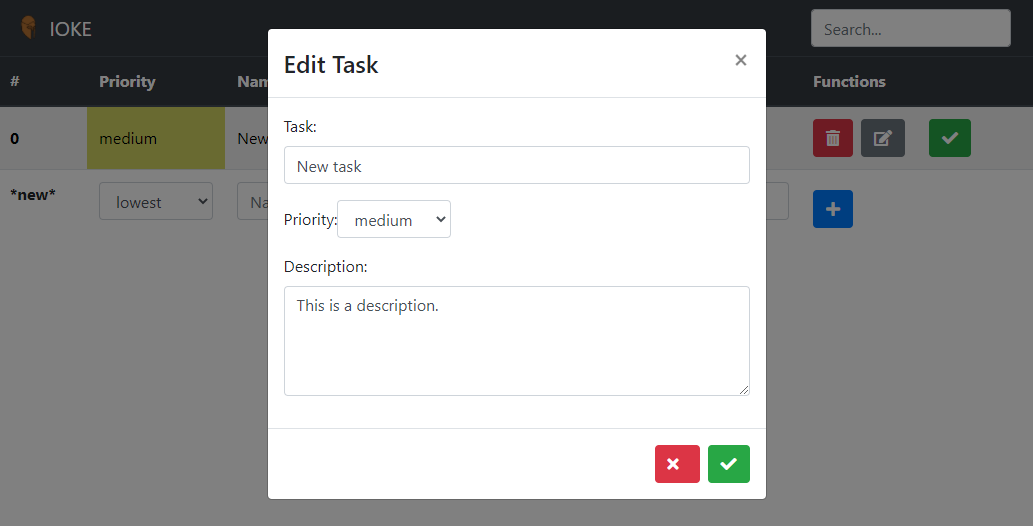 IOKE
Search...
# Priority Nam Functions
0 medium New
*new* lowest Na
Edit Task ×
Task:
New task
Priority: medium
Description:
This is a description.